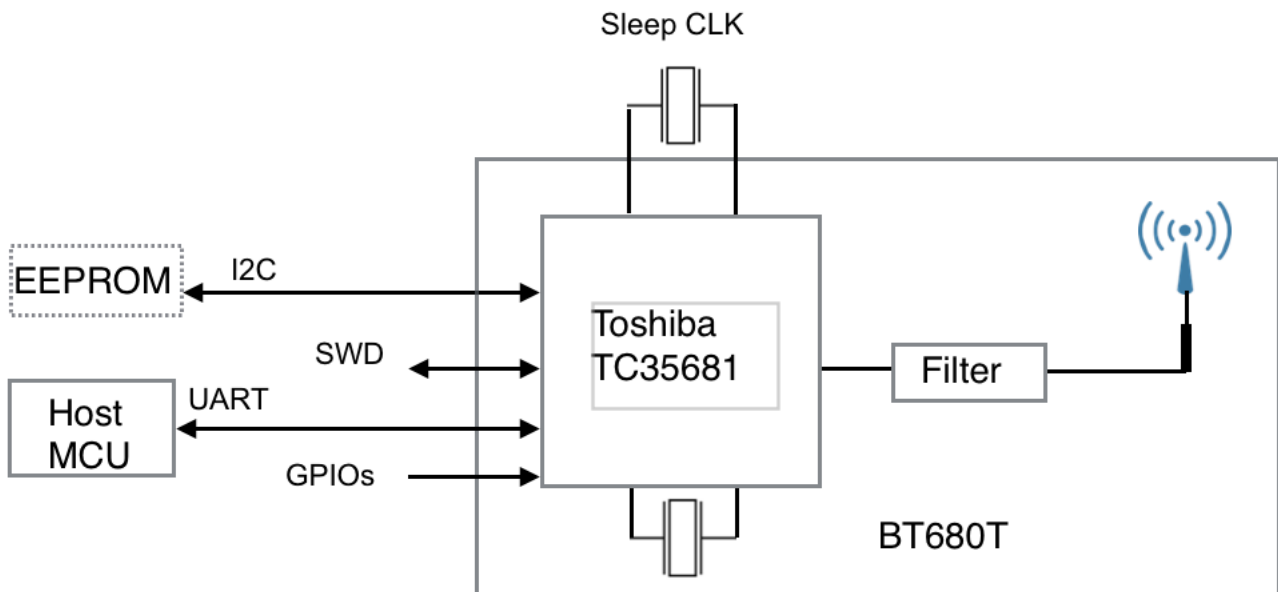 Sleep CLK
EEPROM
I2C
SWD
Host
MCU
UART
GPIOs
Toshiba
TC35681
Filter
BT680T